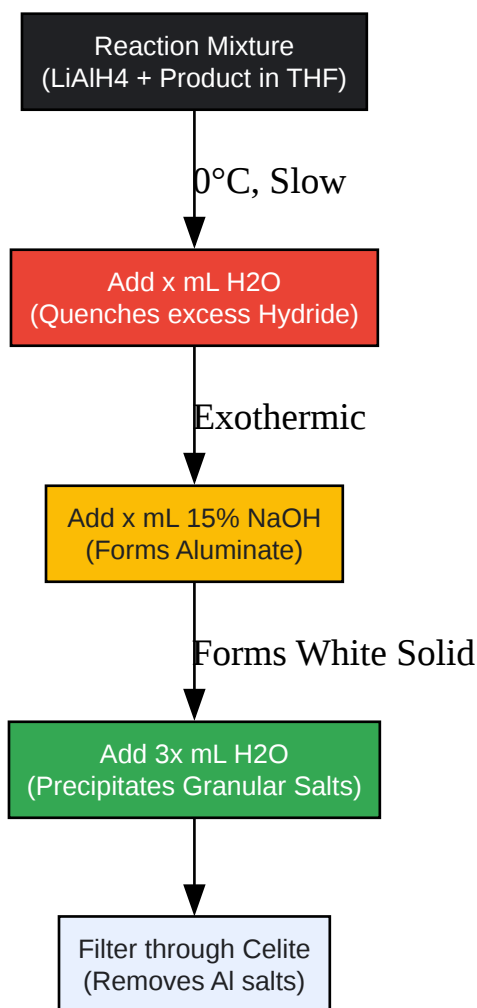 Reaction Mixture
(LiAlH4 + Product in THF)
0°C, Slow
Add x mL H2O
(Quenches excess Hydride)
Exothermic
Add x mL 15% NaOH
(Forms Aluminate)
Forms White Solid
Add 3x mL H2O
(Precipitates Granular Salts)
Filter through Celite
(Removes Al salts)